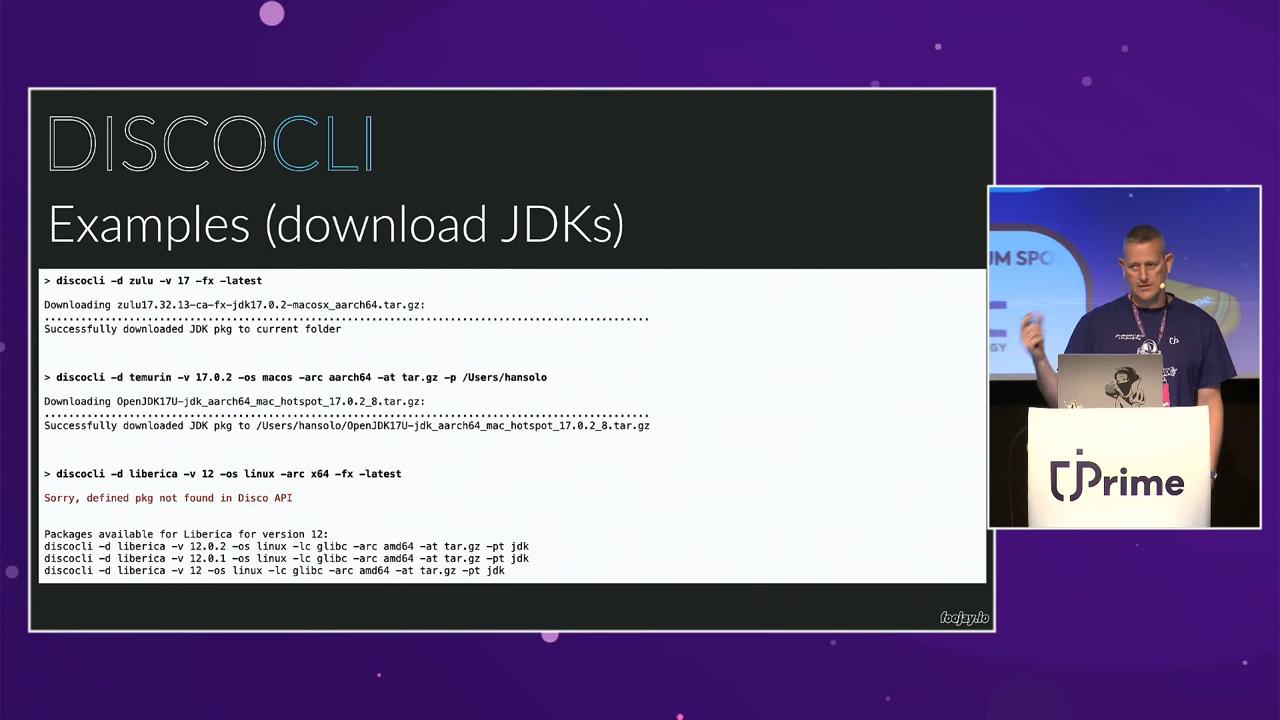 DISCOCLI
Examples (download JDKs)
> discocli -d zulu -v 17 -fx -latest
Downloading zulu17.32.13-ca-fx-jdk17.0.2-macosx_aarch64.tar.gz:
Successfully downloaded JDK pkg to current folder
> discocli -d temurin -v 17.0.2 -os macos -arc aarch64 -at tar.gz -p /Users/hansolo
Downloading OpenJDK17U-jdk_aarch64_mac_hotspot_17.0.2_8.tar.gz:
Successfully downloaded JDK pkg to /Users/hansolo/OpenJDK17U-jdk_aarch64_mac_hotspot_17.0.2_8.tar.gz
> discocli -d liberica -v 12 -os linux -arc x64 -fx -latest
Sorry, defined pkg not found in Disco API
Packages available for Liberica for version 12:
discocli -d liberica -v 12.0.2 -os linux -lc glibc -arc amd64 -at tar.gz -pt jdk
discocli -d liberica -v 12.0.1 -os linux -lc glibc -arc amd64 -at tar.gz -pt jdk
discocli -d liberica -v 12 -os linux -lc glibc -arc amd64 -at tar.gz -pt jdk
foojay.io
UM SPO
GY
jPrime